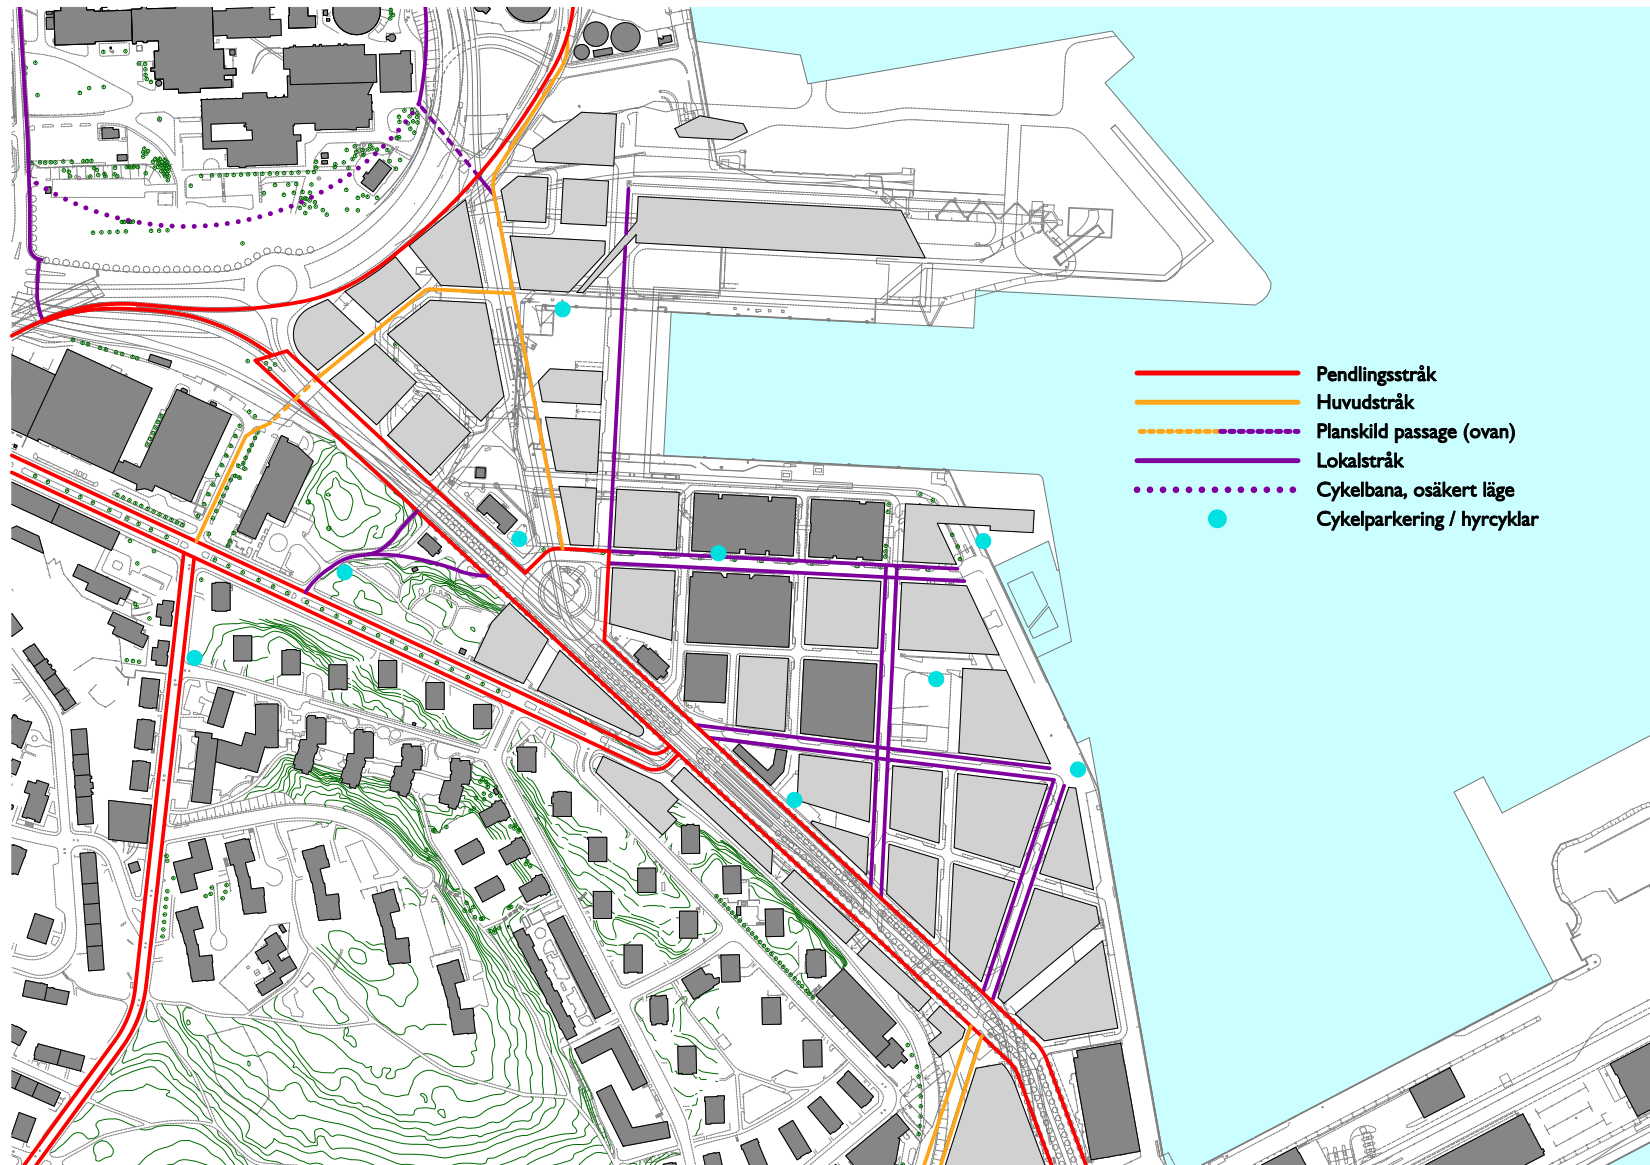 Pendlingsstråk
Huvudstråk
Planskild passage (ovan)
Lokalstråk
Cykelbana, osäkert läge
Cykelparkering / hyrcyklar